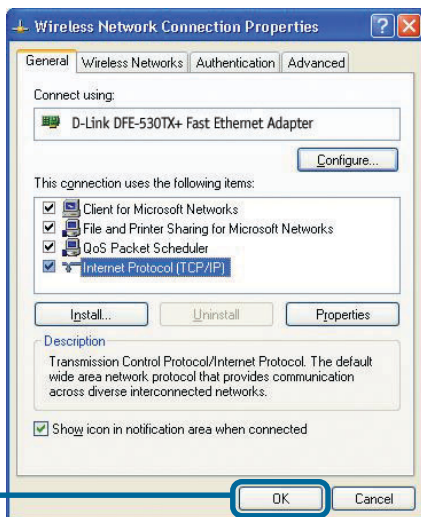 Wireless Network Connection Properties
General Wireless Networks Authentication Advanced
Connect using:
D-Link DFE-530TX+ Fast Ethernet Adapter
Configure...
This connection uses the following items:
Client for Microsoft Networks
File and Printer Sharing for Microsoft Networks
QoS Packet Scheduler
Internet Protocol (TCP/IP)
Install... Uninstall Properties
Description
Transmission Control Protocol/Internet Protocol. The default
wide area network protocol that provides communication
across diverse interconnected networks.
Show icon in notification area when connected
OK Cancel